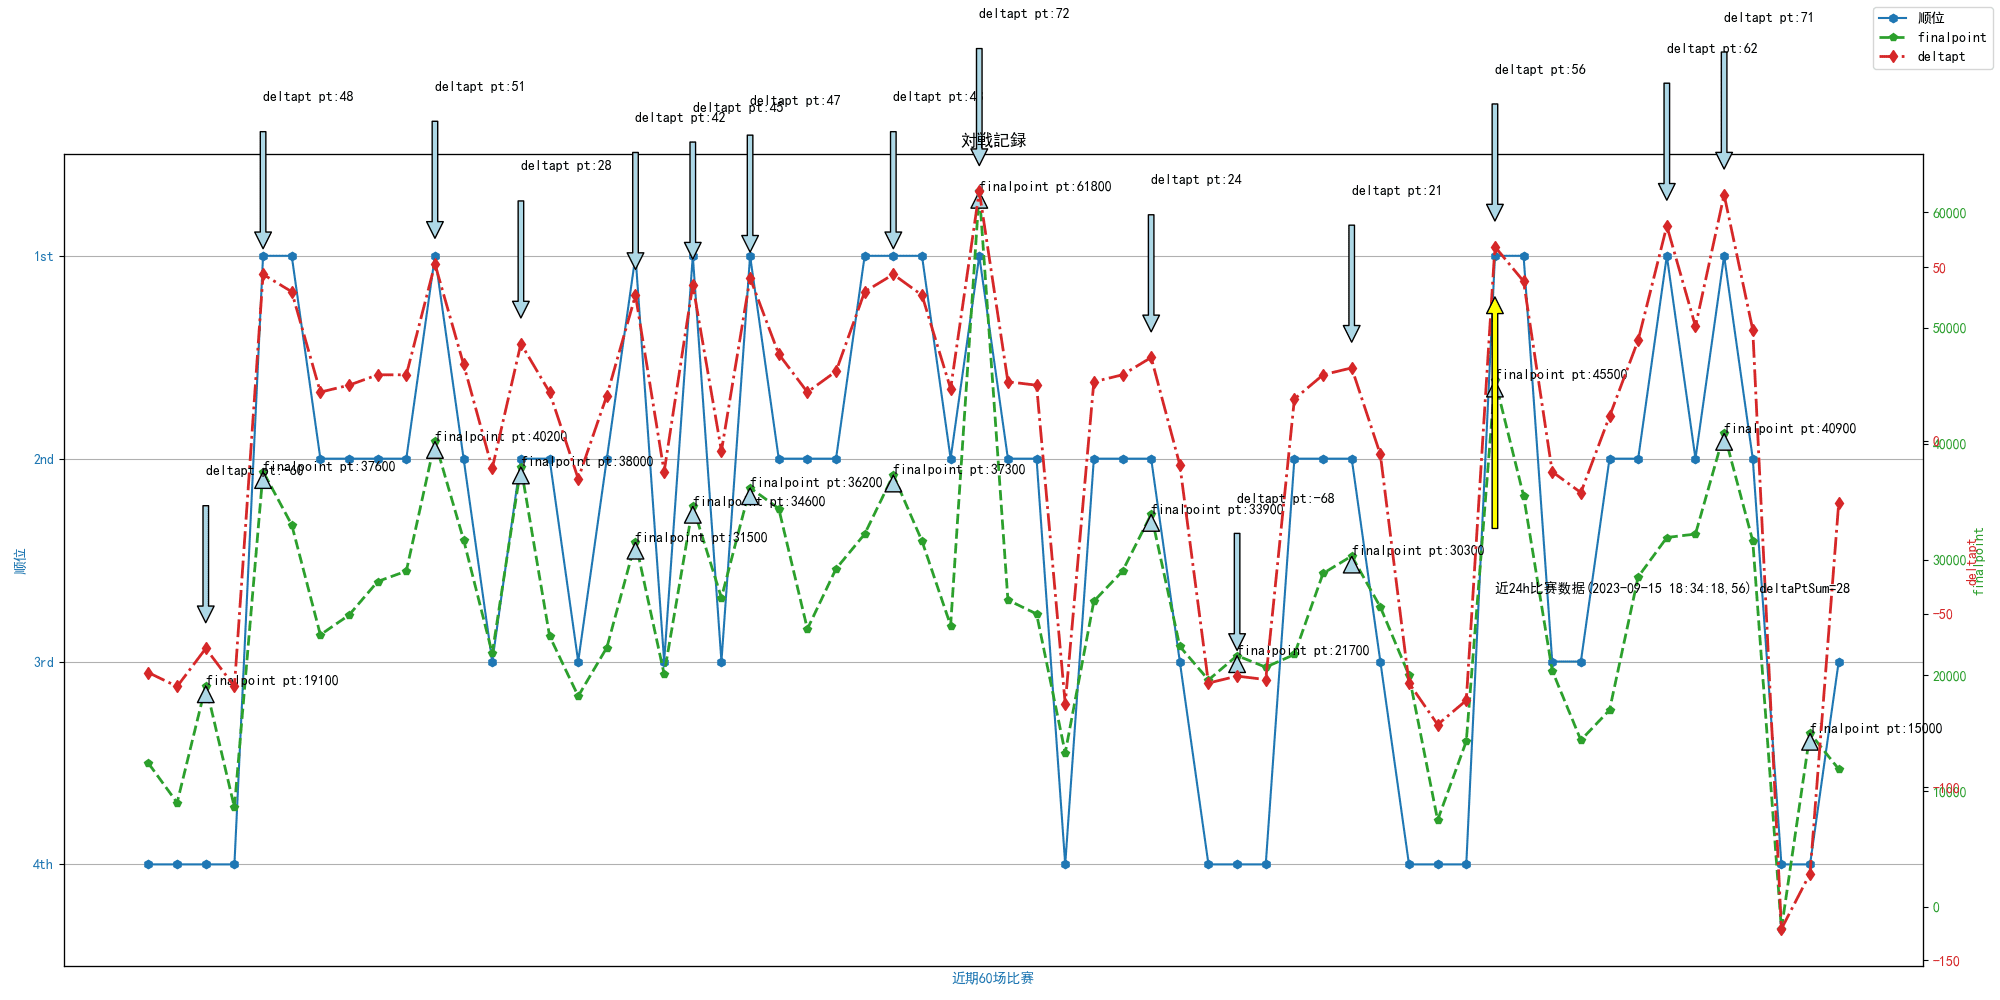 deltapt pt:72
顺位
finalpoint
deltapt
deltapt pt:71
deltapt pt:62
deltapt pt:56
deltapt pt:51
deltapt pt:48
deltapt pt:47
deltapt pt:45
deltapt pt:42
対戦記録
deltapt pt:28
deltapt pt:24
deltapt pt:21
finalpoint pt:61800
1st
2nd
3rd
4th
顺位
finalpoint pt:45500
finalpoint pt:40900
finalpoint pt:40200
finalpoint pt:38000
finalpoint pt:37600
finalpoint pt:37300
finalpoint pt:36200
finalpoint pt:34600
finalpoint pt:33900
deltapt pt:-68
finalpoint pt:31500
finalpoint pt:30300
近24h比赛数据(2023-09-15 18:34:18,56) deltaPtSum=28
finalpoint pt:21700
finalpoint pt:19100
finalpoint pt:15000
60000
50000
40000
30000
20000
10000
0
50
0
-50
-100
-150
deltapt
finalpoint
近期60场比赛